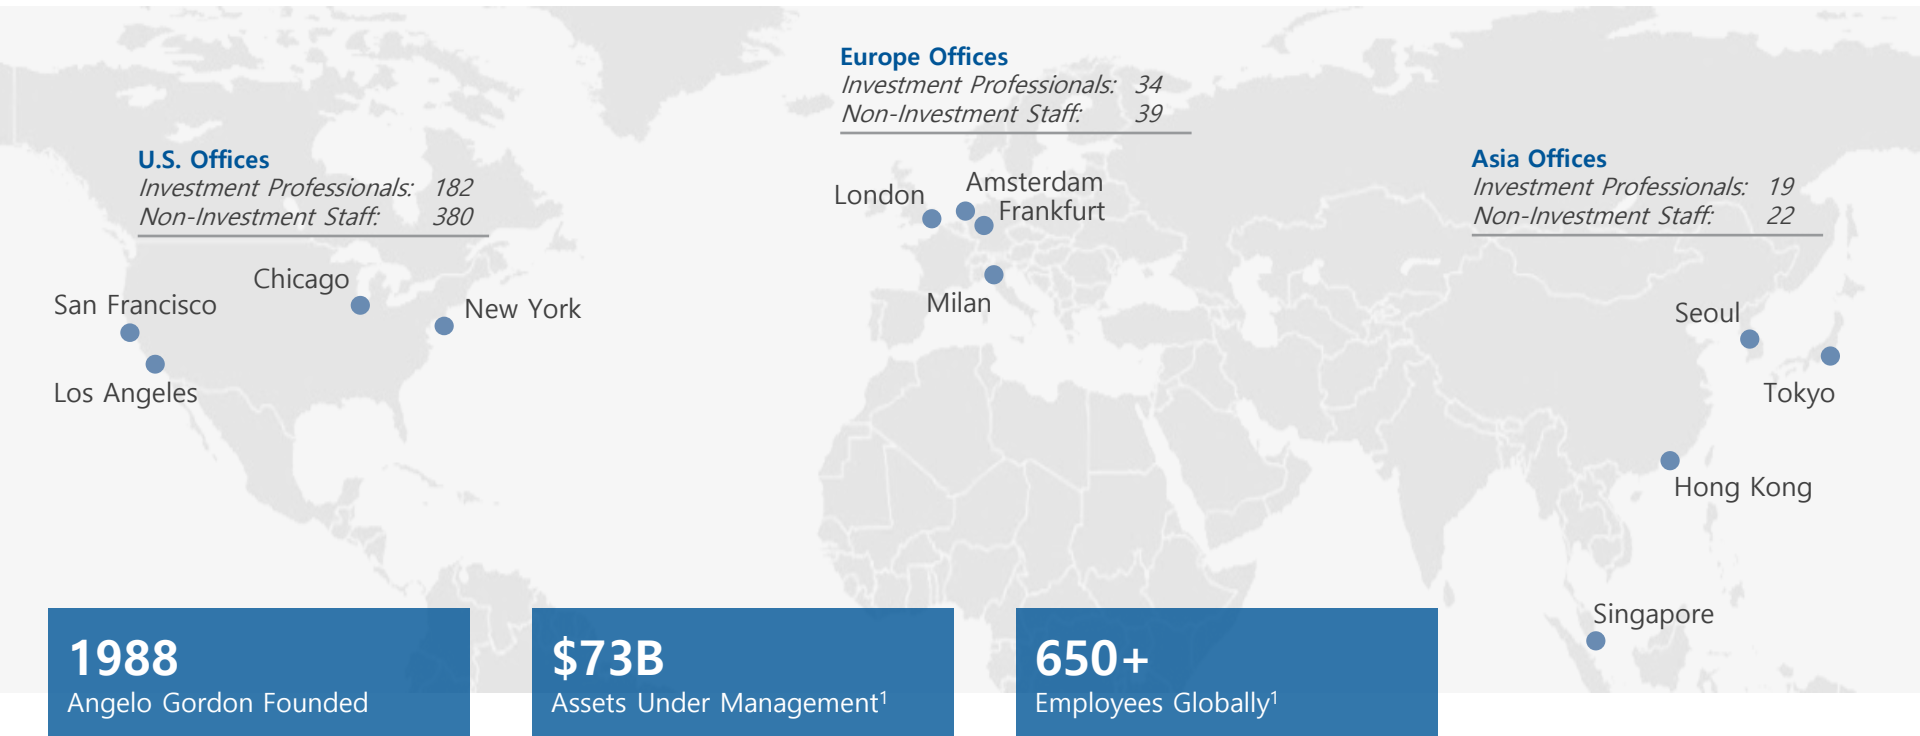 Europe Offices
Investment Professionals: 34
Non-Investment Staff: 39
U.S. Offices
Investment Professionals: 182
Non-Investment Staff: 380
Asia Offices
Investment Professionals: 19
Non-Investment Staff: 22
San Francisco
Chicago
New York
Los Angeles
London
Amsterdam
Frankfurt
Milan
Seoul
Tokyo
Hong Kong
Singapore
1988
Angelo Gordon Founded
$73B
Assets Under Management¹
650+
Employees Globally¹